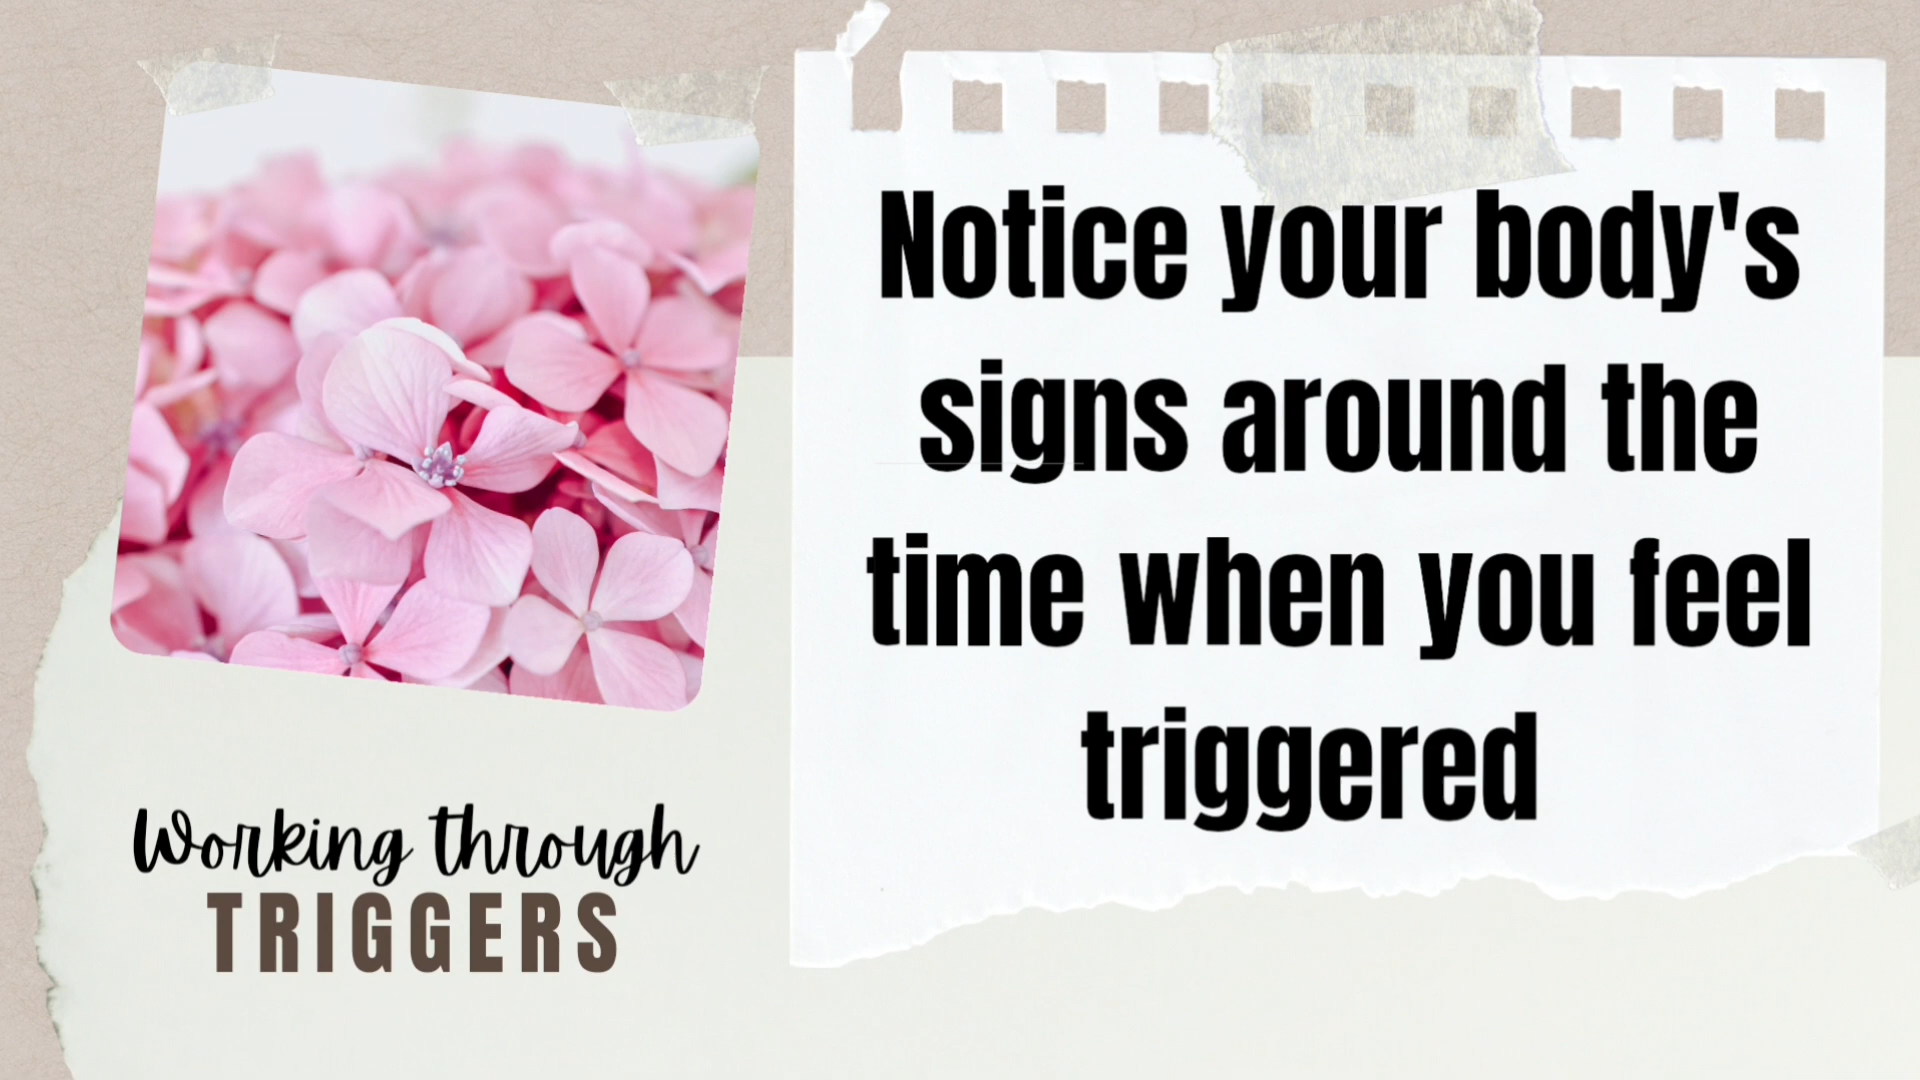 Notice your body's
signs around the
time when you feel
triggered
Working through
TRIGGERS